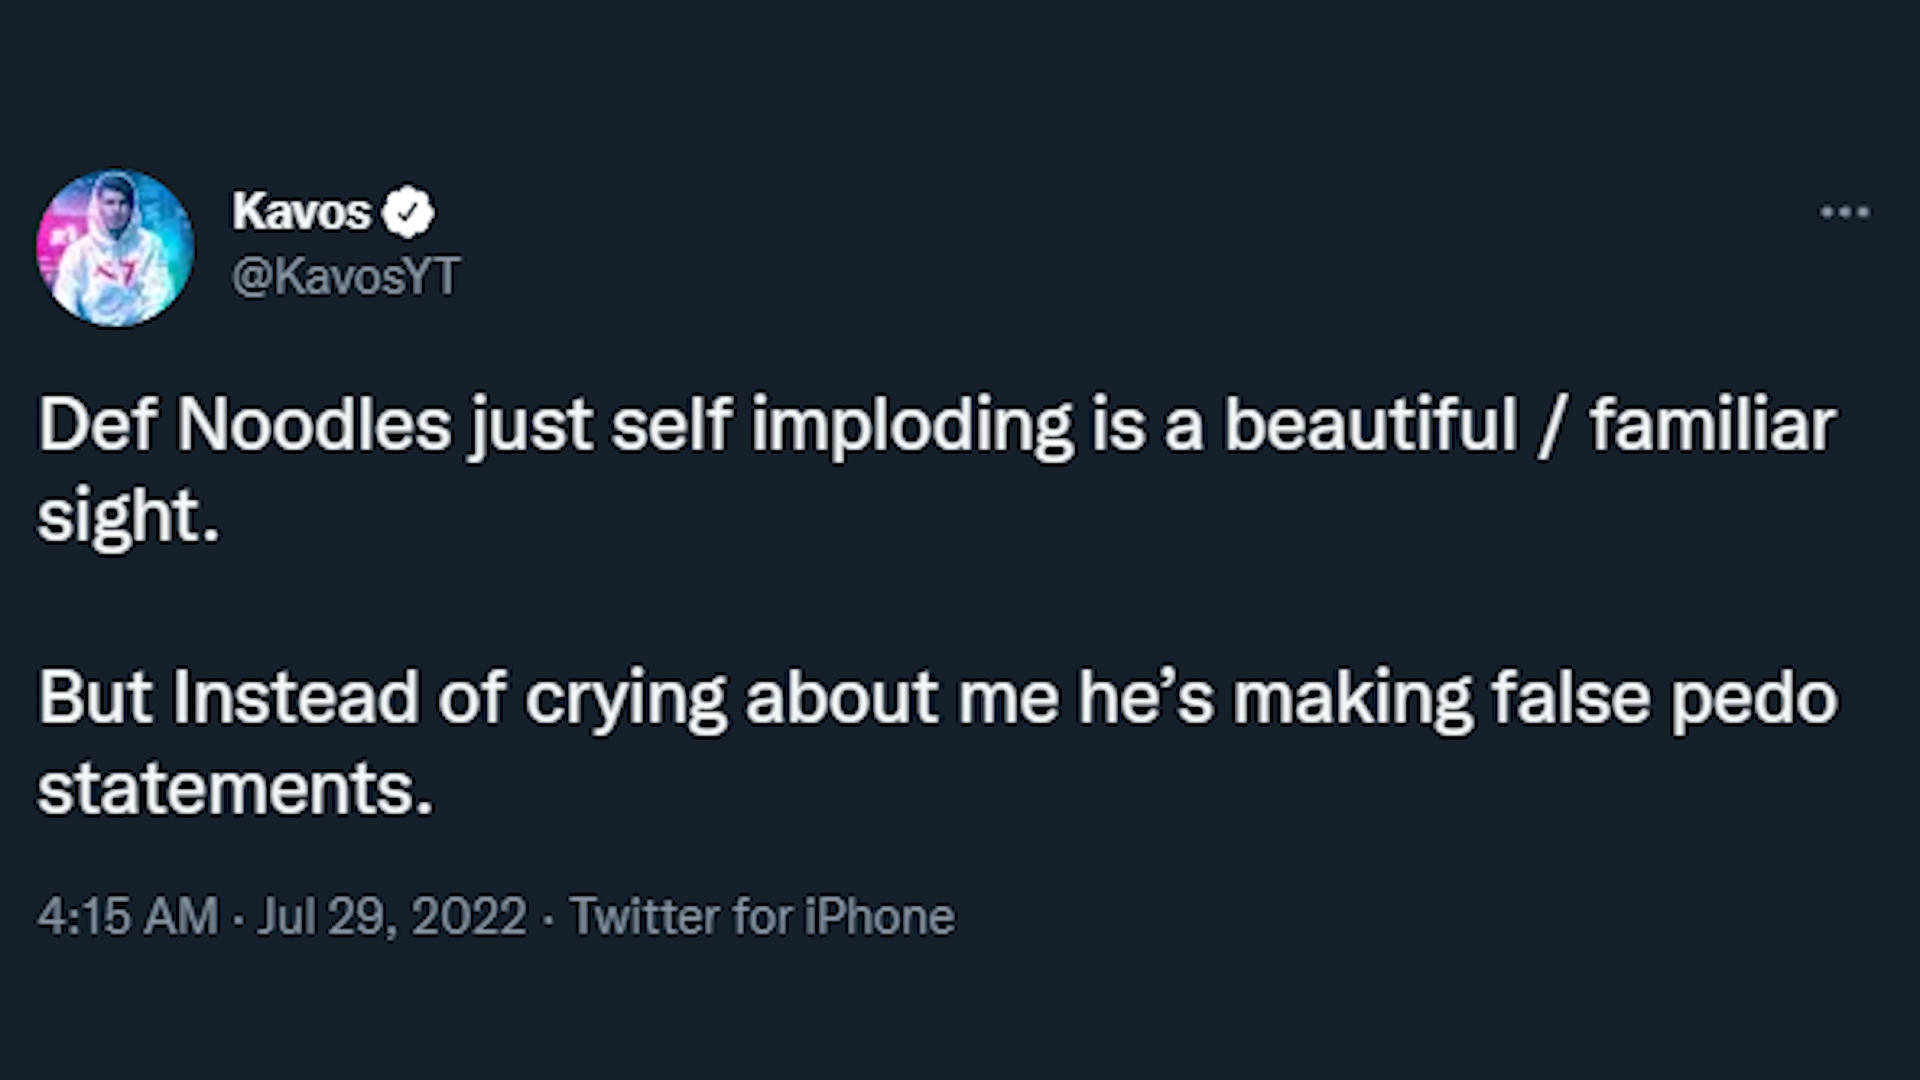 Kavos
@KavosYT
Def Noodles just self imploding is a beautiful / familiar
sight.
But Instead of crying about me he’s making false pedo
statements.
4:15 AM · Jul 29, 2022 · Twitter for iPhone